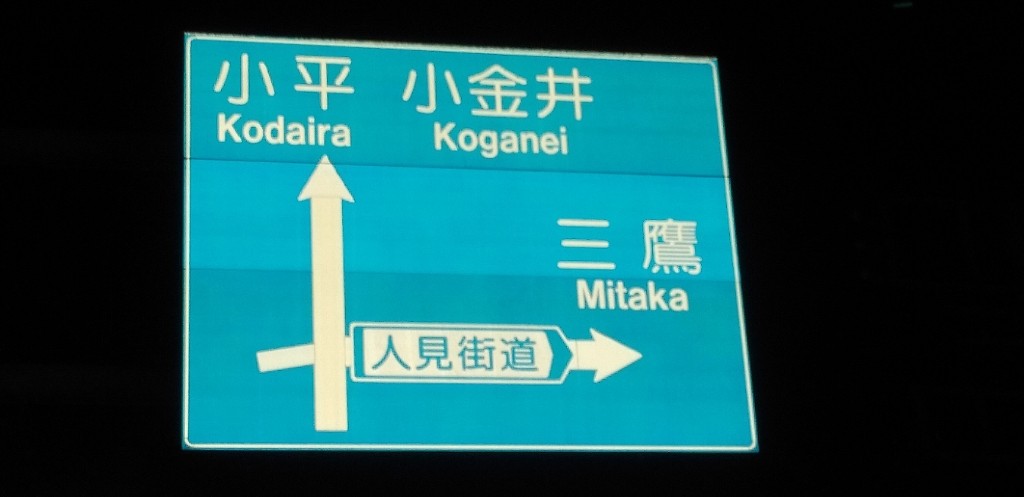 小平 小金井
Kodaira Koganei
三鷹
Mitaka
人見街道